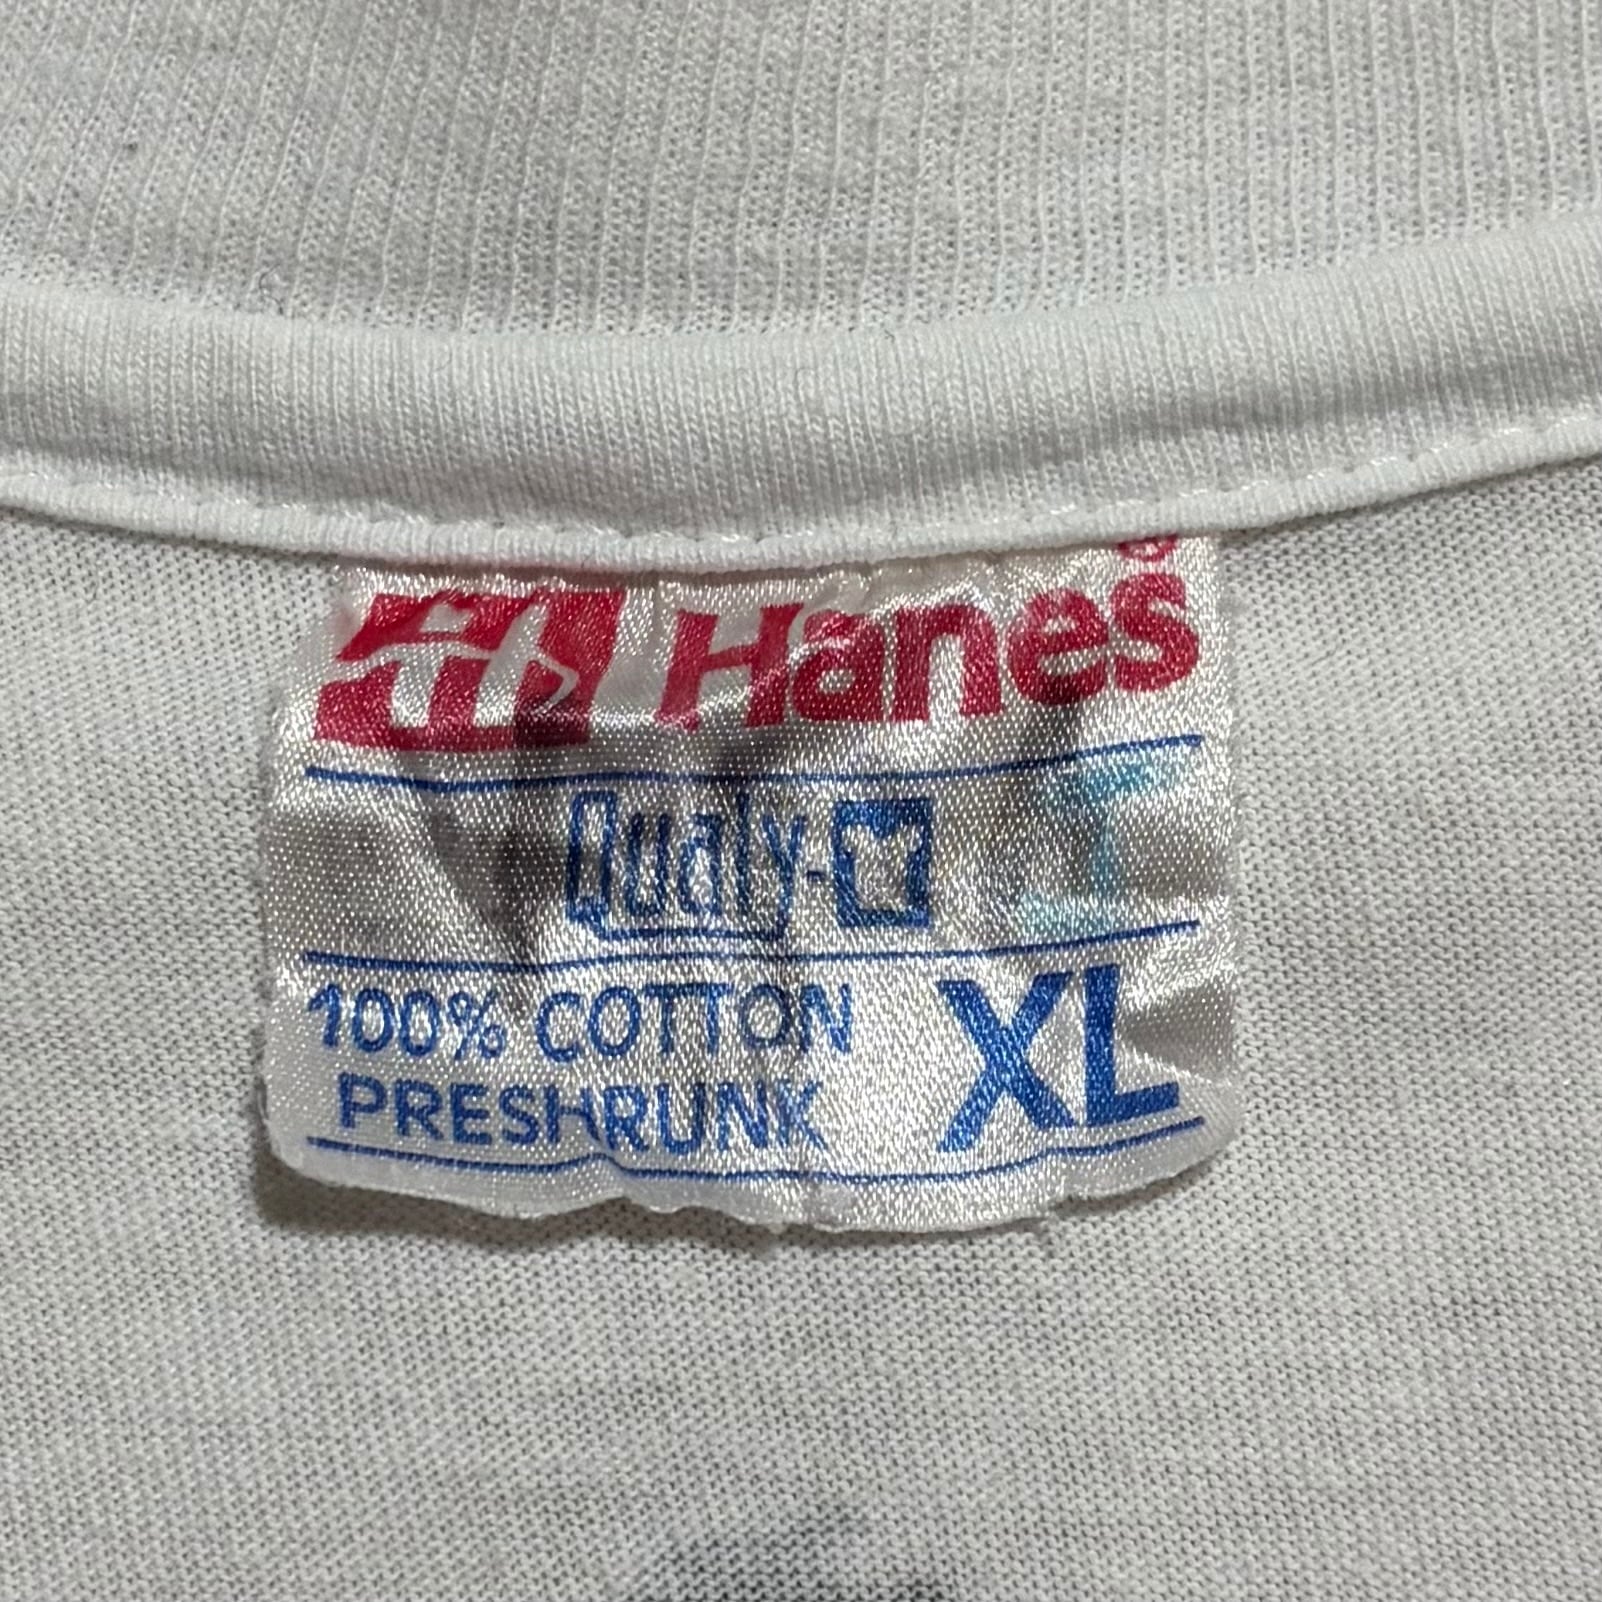 Hanes®
Qualy-T
100% COTTON
PRESHRUNK
XL